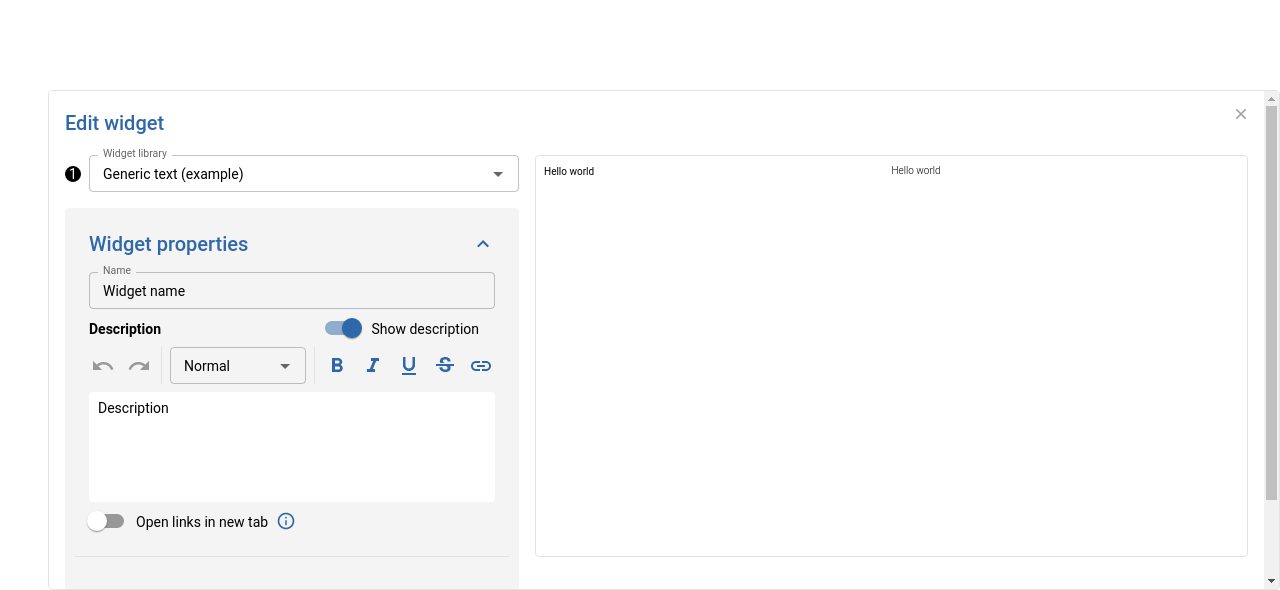 Edit widget
Widget library
1
Generic text (example)
Hello world
Hello world
Widget properties
Name
Widget name
Description
Show description
Normal
B I U S
Description
Open links in new tab